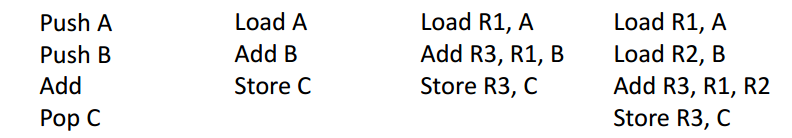 Push A
Push B
Add
Pop C
Load A
Add B
Store C
Load R1, A
Add R3, R1, B
Store R3, C
Load R1, A
Load R2, B
Add R3, R1, R2
Store R3, C